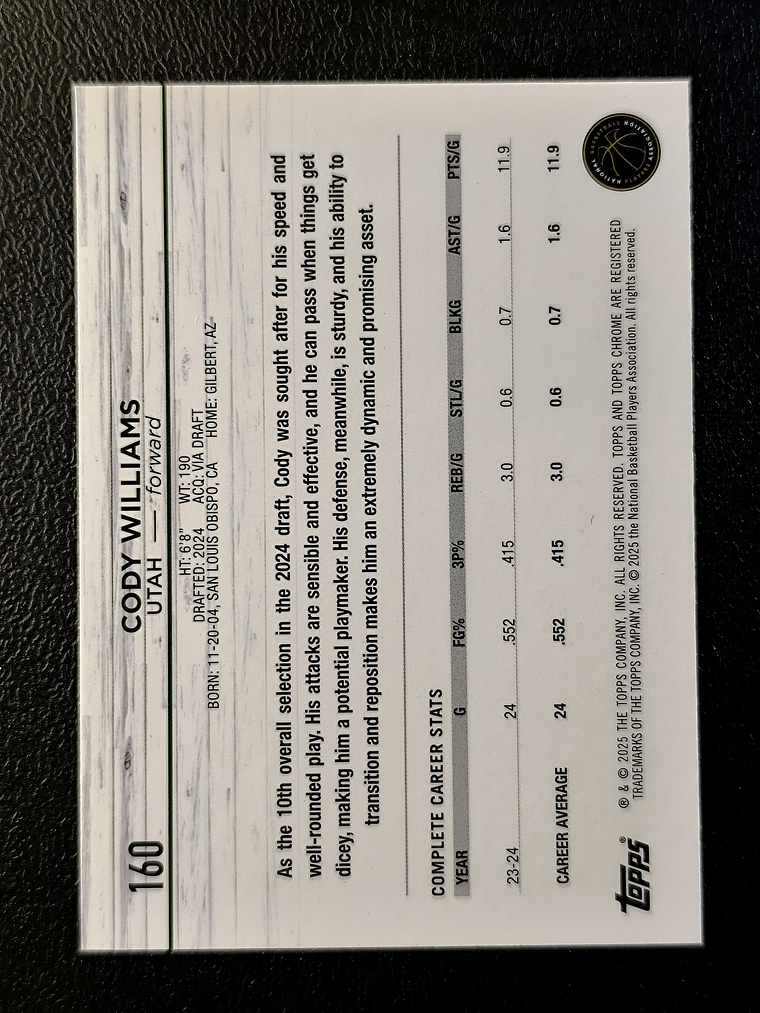 160
CODY WILLIAMS
UTAH — forward
HT: 6'8" WT: 190
DRAFTED: 2024 ACQ: VIA DRAFT
BORN: 11-20-04, SAN LOUIS OBISPO, CA HOME: GILBERT, AZ
As the 10th overall selection in the 2024 draft, Cody was sought after for his speed and
well-rounded play. His attacks are sensible and effective, and he can pass when things get
dicey, making him a potential playmaker. His defense, meanwhile, is sturdy, and his ability to
transition and reposition makes him an extremely dynamic and promising asset.
COMPLETE CAREER STATS
YEAR G FG% 3P% REB/G STL/G BLKG AST/G PTS/G
23-24 24 .552 .415 3.0 0.6 0.7 1.6 11.9
CAREER AVERAGE 24 .552 .415 3.0 0.6 0.7 1.6 11.9
topps®
® & © 2025 THE TOPPS COMPANY, INC. ALL RIGHTS RESERVED. TOPPS AND TOPPS CHROME ARE REGISTERED
TRADEMARKS OF THE TOPPS COMPANY, INC. © 2025 the National Basketball Players Association. All rights reserved.
NATIONAL BASKETBALL PLAYERS ASSOCIATION